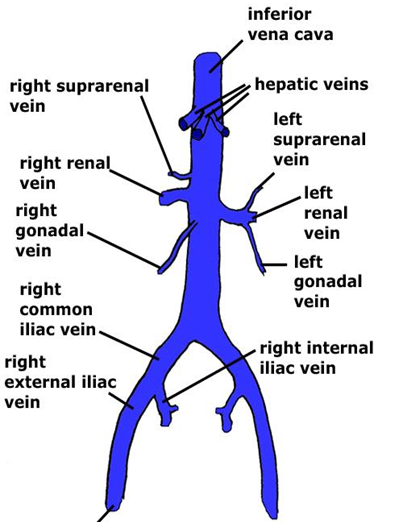 inferior
vena cava
right suprarenal
vein
hepatic veins
left
suprarenal
vein
right renal
vein
left
renal
vein
right
gonadal
vein
left
gonadal
vein
right
common
iliac vein
right internal
iliac vein
right
external iliac
vein